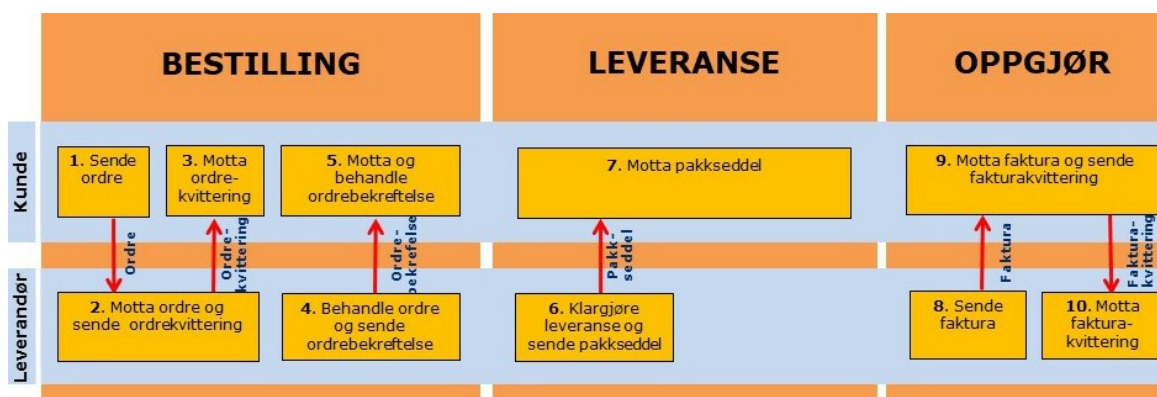 BESTILLING
LEVERANSE
OPPGJØR
Kunde
1. Sende
ordre
3. Motta
ordre-
kvittering
5. Motta og
behandle
ordrebekreftelse
7. Motta pakkseddel
9. Motta faktura og sende
fakturakvittering
Ordre
Ordre-
kvittering
Ordre-
bekrefelse
Pakk-
seddel
Faktura
Faktura-
kvittering
Leverandør
2. Motta ordre og
sende ordrekvittering
4. Behandle ordre
og sende
ordrebekreftelse
6. Klargjøre
leveranse og
sende pakkseddel
8. Sende
faktura
10. Motta
faktura-
kvittering